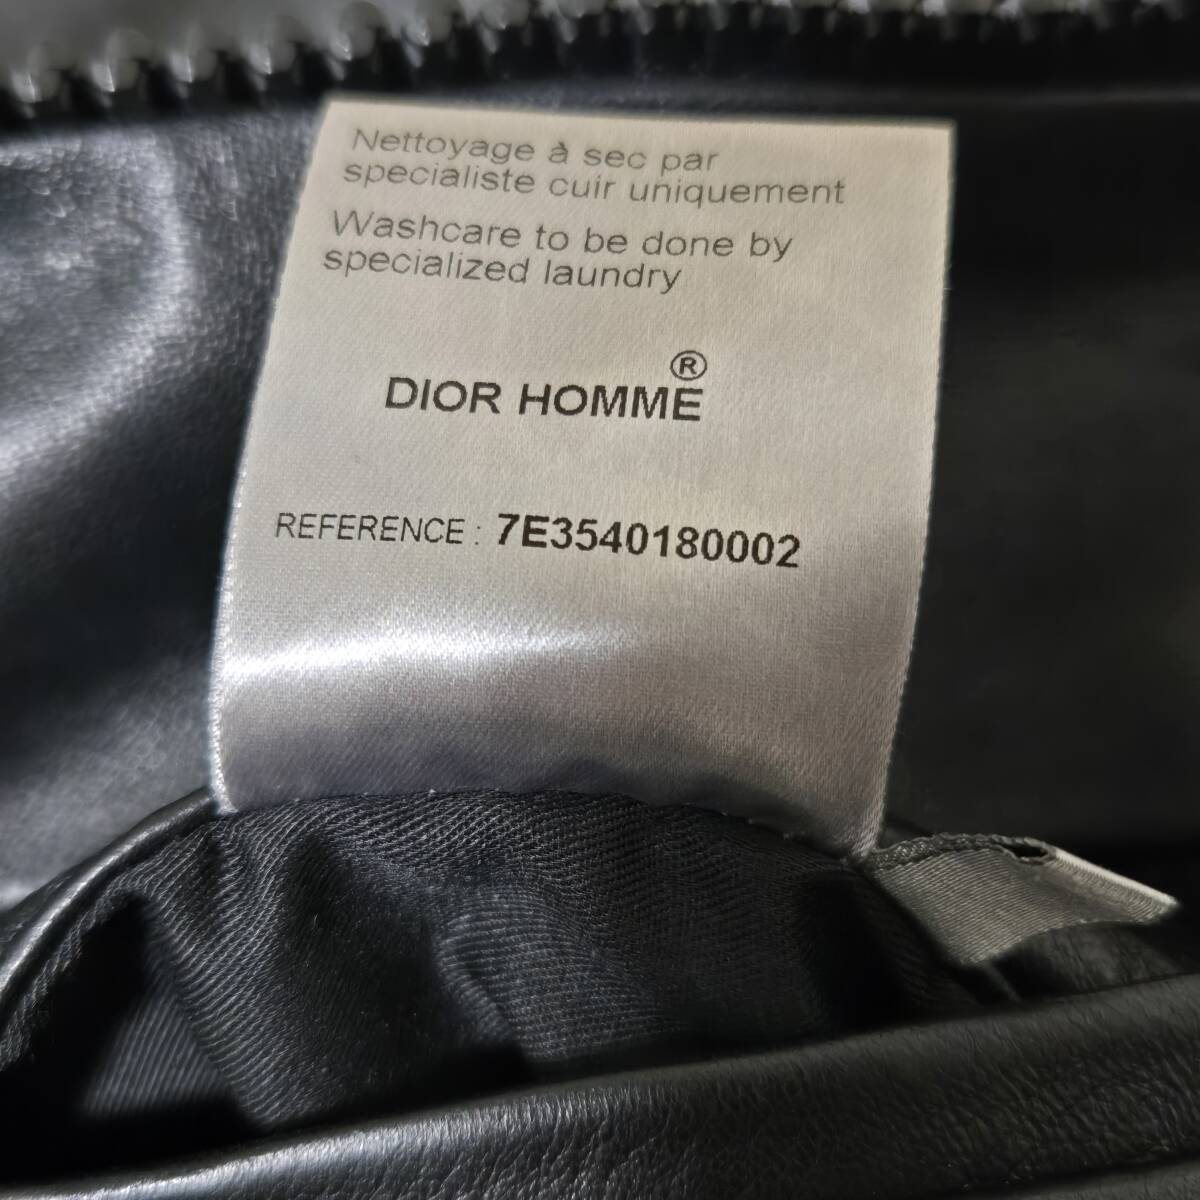 Nettoyage à sec par
specialiste cuir uniquement
Washcare to be done by
specialized laundry
DIOR HOMME®
REFERENCE : 7E3540180002